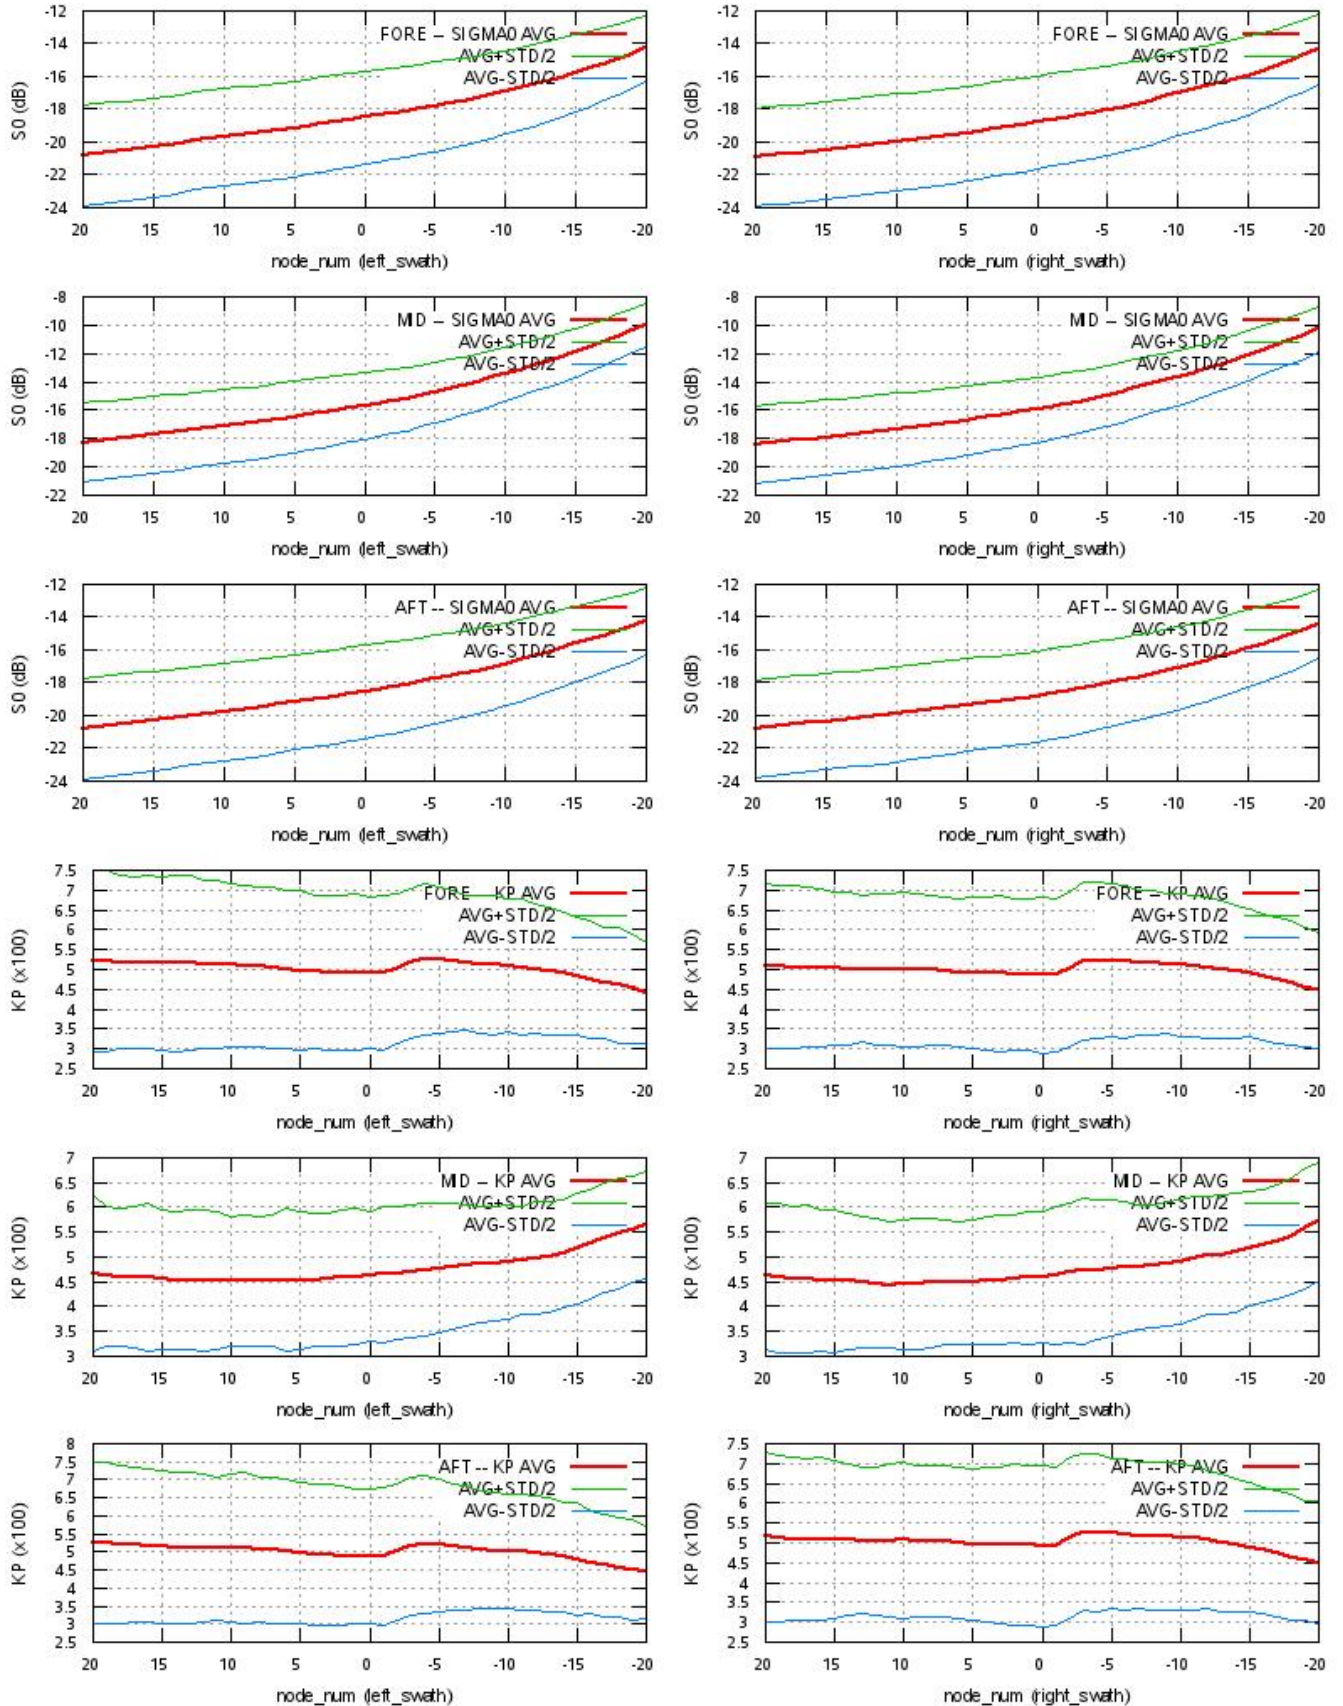 FORE -- SIGMA0 AVG
AVG+STD/2
AVG-STD/2
S0 (dB)
-12
-14
-16
-18
-20
-22
-24
20 15 10 5 0 -5 -10 -15 -20
node_num (left_swath)
FORE -- SIGMA0 AVG
AVG+STD/2
AVG-STD/2
S0 (dB)
-12
-14
-16
-18
-20
-22
-24
20 15 10 5 0 -5 -10 -15 -20
node_num (right_swath)
MID -- SIGMA0 AVG
AVG+STD/2
AVG-STD/2
S0 (dB)
-8
-10
-12
-14
-16
-18
-20
-22
20 15 10 5 0 -5 -10 -15 -20
node_num (left_swath)
MID -- SIGMA0 AVG
AVG+STD/2
AVG-STD/2
S0 (dB)
-8
-10
-12
-14
-16
-18
-20
-22
20 15 10 5 0 -5 -10 -15 -20
node_num (right_swath)
AFT -- SIGMA0 AVG
AVG+STD/2
AVG-STD/2
S0 (dB)
-12
-14
-16
-18
-20
-22
-24
20 15 10 5 0 -5 -10 -15 -20
node_num (left_swath)
AFT -- SIGMA0 AVG
AVG+STD/2
AVG-STD/2
S0 (dB)
-12
-14
-16
-18
-20
-22
-24
20 15 10 5 0 -5 -10 -15 -20
node_num (right_swath)
FORE -- KP AVG
AVG+STD/2
AVG-STD/2
KP (x100)
7.5
7
6.5
6
5.5
5
4.5
4
3.5
3
2.5
20 15 10 5 0 -5 -10 -15 -20
node_num (left_swath)
FORE -- KP AVG
AVG+STD/2
AVG-STD/2
KP (x100)
7.5
7
6.5
6
5.5
5
4.5
4
3.5
3
2.5
20 15 10 5 0 -5 -10 -15 -20
node_num (right_swath)
MID -- KP AVG
AVG+STD/2
AVG-STD/2
KP (x100)
7
6.5
6
5.5
5
4.5
4
3.5
3
20 15 10 5 0 -5 -10 -15 -20
node_num (left_swath)
MID -- KP AVG
AVG+STD/2
AVG-STD/2
KP (x100)
7
6.5
6
5.5
5
4.5
4
3.5
3
20 15 10 5 0 -5 -10 -15 -20
node_num (right_swath)
AFT -- KP AVG
AVG+STD/2
AVG-STD/2
KP (x100)
8
7.5
7
6.5
6
5.5
5
4.5
4
3.5
3
2.5
20 15 10 5 0 -5 -10 -15 -20
node_num (left_swath)
AFT -- KP AVG
AVG+STD/2
AVG-STD/2
KP (x100)
7.5
7
6.5
6
5.5
5
4.5
4
3.5
3
2.5
20 15 10 5 0 -5 -10 -15 -20
node_num (right_swath)